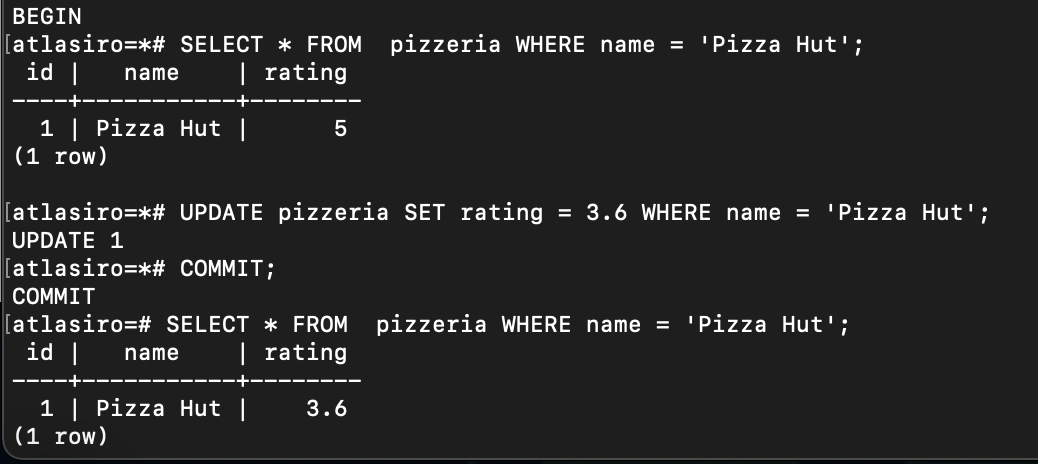 BEGIN
[atlasiro=*# SELECT * FROM  pizzeria WHERE name = 'Pizza Hut';
 id |   name    | rating
----+-----------+--------
  1 | Pizza Hut |      5
(1 row)

[atlasiro=*# UPDATE pizzeria SET rating = 3.6 WHERE name = 'Pizza Hut';
UPDATE 1
[atlasiro=*# COMMIT;
COMMIT
[atlasiro=# SELECT * FROM  pizzeria WHERE name = 'Pizza Hut';
 id |   name    | rating
----+-----------+--------
  1 | Pizza Hut |    3.6
(1 row)